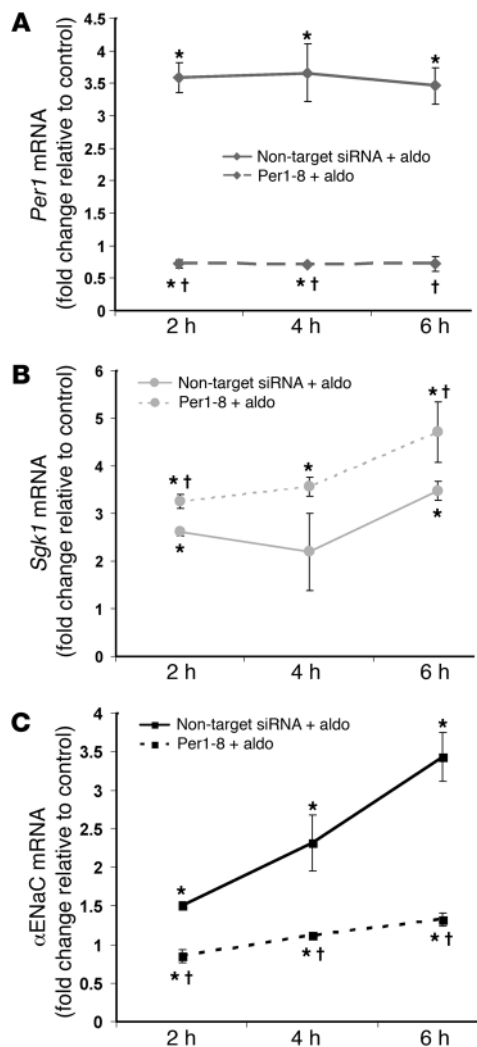 A
Per1 mRNA
(fold change relative to control)
4.5
4
3.5
3
2.5
2
1.5
1
0.5
0
* * *
Non-target siRNA + aldo
Per1-8 + aldo
* † * † †
2 h 4 h 6 h
B
Sgk1 mRNA
(fold change relative to control)
6
5
4
3
2
1
0
Non-target siRNA + aldo
Per1-8 + aldo
* † * * †
* *
2 h 4 h 6 h
C
αENaC mRNA
(fold change relative to control)
4
3.5
3
2.5
2
1.5
1
0.5
0
Non-target siRNA + aldo
Per1-8 + aldo
* * *
* † * † * †
2 h 4 h 6 h